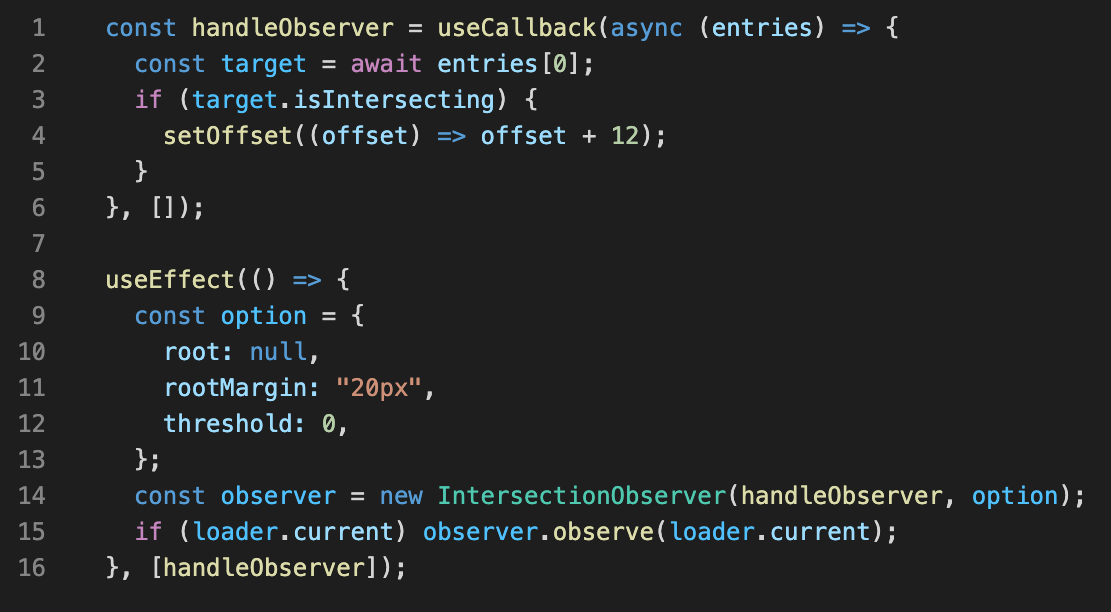 1 const handleObserver = useCallback(async (entries) => {
2 const target = await entries[0];
3 if (target.isIntersecting) {
4 setOffset((offset) => offset + 12);
5 }
6 }, []);
7
8 useEffect(() => {
9 const option = {
10 root: null,
11 rootMargin: "20px",
12 threshold: 0,
13 };
14 const observer = new IntersectionObserver(handleObserver, option);
15 if (loader.current) observer.observe(loader.current);
16 }, [handleObserver]);